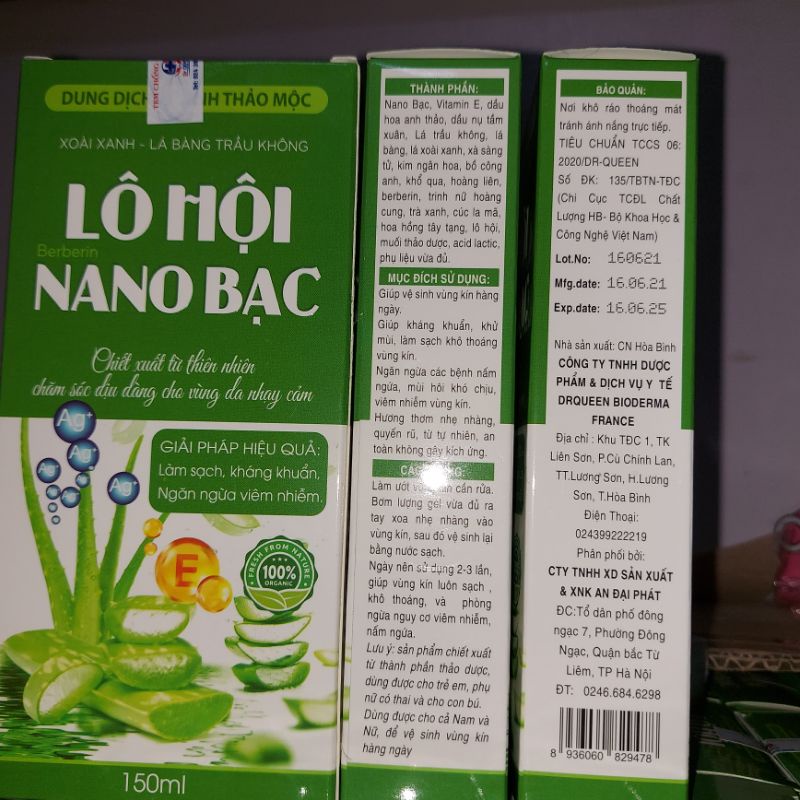 TEM CHỐNG
DUNG DỊCH THẢO MỘC
XOÀI XANH - LÁ BÀNG TRẦU KHÔNG
LÔ HỘI
Berberin
NANO BẠC
Chiết xuất từ thiên nhiên
chăm sóc dịu dàng cho vùng da nhạy cảm
Ag+
Ag+
Ag+
Ag+
Ag+
GIẢI PHÁP HIỆU QUẢ:
Làm sạch, kháng khuẩn,
Ngăn ngừa viêm nhiễm.
E
FRESH FROM NATURE
100%
ORGANIC
150ml
THÀNH PHẦN:
Nano Bạc, Vitamin E, dầu
hoa anh thảo, dầu nụ tầm
xuân, Lá trầu không, lá
bàng, lá xoài xanh, xà sàng
tử, kim ngân hoa, bồ công
anh, khổ qua, hoàng liên,
berberin, trinh nữ hoàng
cung, trà xanh, cúc la mã,
hoa hồng tây tạng, lô hội,
muối thảo dược, acid lactic,
phụ liệu vừa đủ.
MỤC ĐÍCH SỬ DỤNG:
Giúp vệ sinh vùng kín hàng
ngày.
Giúp kháng khuẩn, khử
mùi, làm sạch khô thoáng
vùng kín.
Ngăn ngừa các bệnh nấm
ngứa, mùi hôi khó chịu,
viêm nhiễm vùng kín.
Hương thơm nhẹ nhàng,
quyến rũ, từ tự nhiên, an
toàn không gây kích ứng.
Làm ướt cần rửa.
Bơm lượng gel vừa đủ ra
tay xoa nhẹ nhàng vào
vùng kín, sau đó vệ sinh lại
bằng nước sạch.
Ngày nên sử dụng 2-3 lần,
giúp vùng kín luôn sạch ,
khô thoáng, và phòng
ngừa nguy cơ viêm nhiễm,
nấm ngứa.
Lưu ý: sản phẩm chiết xuất
từ thành phần thảo dược,
dùng được cho trẻ em, phụ
nữ có thai và cho con bú.
Dùng được cho cả Nam và
Nữ, để vệ sinh vùng kín
hàng ngày
BẢO QUẢN:
Nơi khô ráo thoáng mát
tránh ánh nắng trực tiếp.
TIÊU CHUẨN TCCS 06:
2020/DR-QUEEN
Số ĐK: 135/TBTN-TĐC
(Chi Cục TCĐL Chất
Lượng HB- Bộ Khoa Học &
Công Nghệ Việt Nam)
Lot.No: 160621
Mfg.date: 16.06.21
Exp.date: 16.06.25
Nhà sản xuất: CN Hòa Bình
CÔNG TY TNHH DƯỢC
PHẨM & DỊCH VỤ Y TẾ
DRQUEEN BIODERMA
FRANCE
Địa chỉ : Khu TĐC 1, TK
Liên Sơn, P.Cù Chính Lan,
TT.Lương Sơn, H.Lương
Sơn, T.Hòa Bình
Điện Thoại:
024399222219
Phân phối bởi:
CTY TNHH XD SẢN XUẤT
& XNK AN ĐẠI PHÁT
ĐC:Tổ dân phố đông
ngạc 7, Phường Đông
Ngạc, Quận bắc Từ
Liêm, TP Hà Nội
ĐT: 0246.684.6298
8 936060 829478